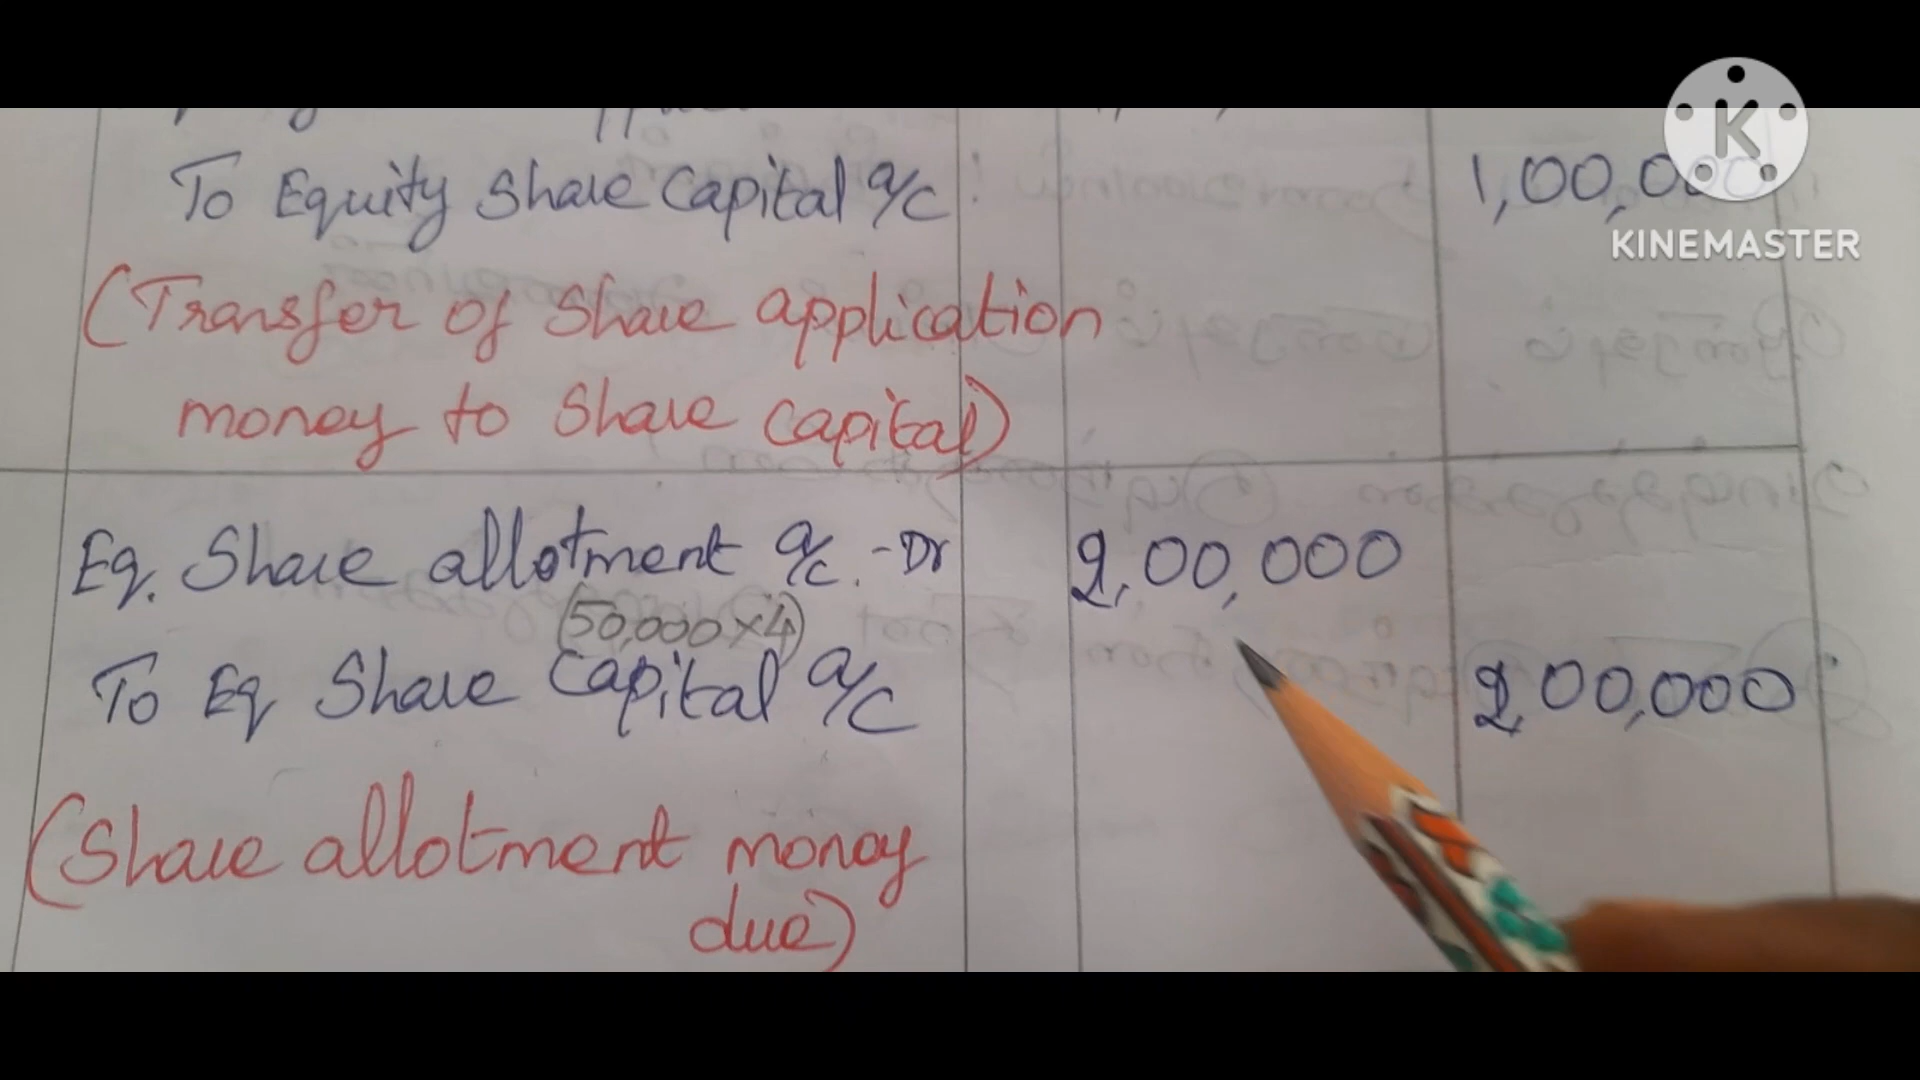 To Equity Share Capital a/c 1,00,000
KINEMASTER
(Transfer of Share application
money to Share capital)
Eq. Share allotment a/c. - Dr 2,00,000
(50,000×4)
To Eq Share Capital a/c 2,00,000
(Share allotment money
due)